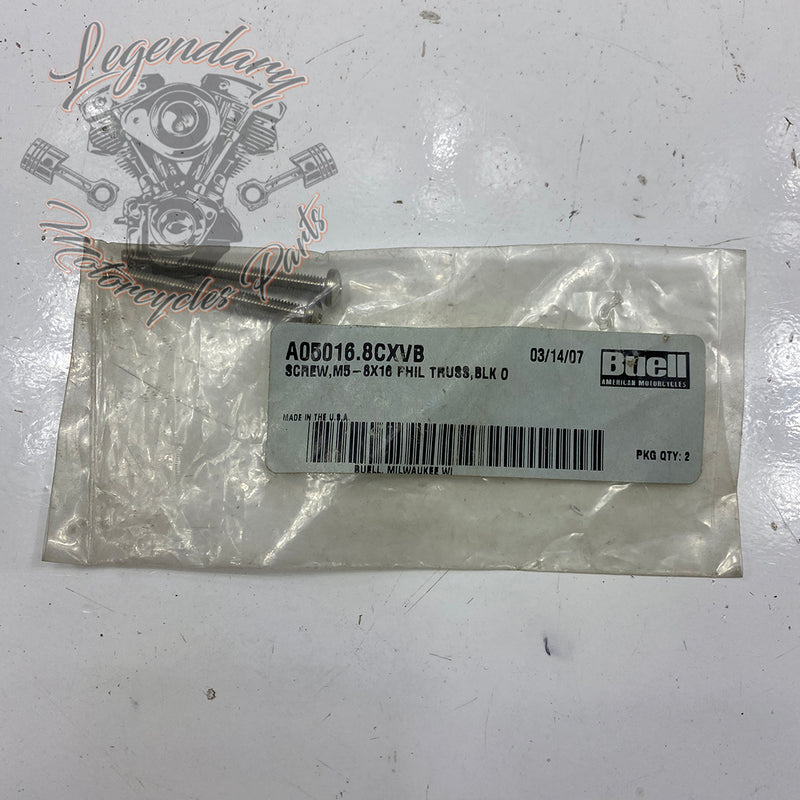 Legendary
Motorcycles Parts
A05016.8CXVB
03/14/07
Buell
AMERICAN MOTORCYCLES
SCREW,M5-8X16 PHIL TRUSS,BLK O
MADE IN THE U.S.A.
PKG QTY: 2
BUELL, MILWAUKEE WI